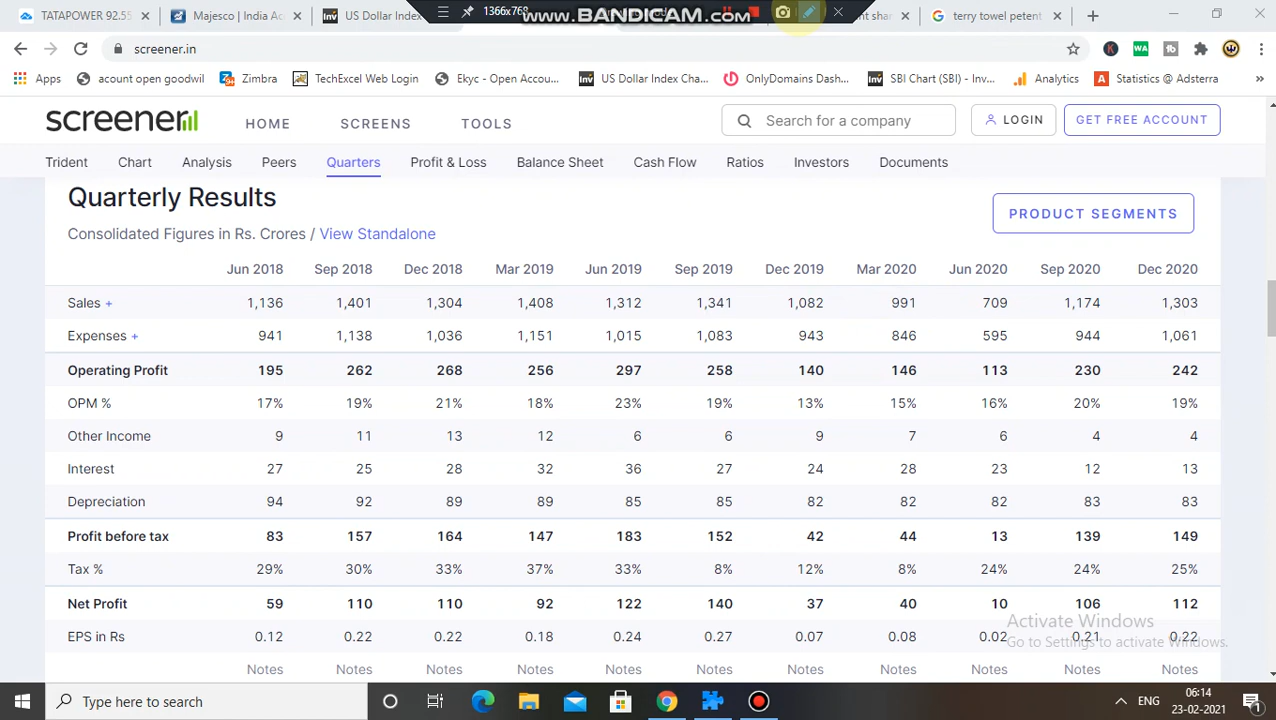 TATAPOWER 92.55
Majesco | India A
US Dollar Index
1366x768
www.BANDICAM.com
nt shar
terry towel peter
screener.in
Apps
acount open goodwil
Zimbra
TechExcel Web Login
Ekyc - Open Accou...
US Dollar Index Cha...
OnlyDomains Dash...
SBI Chart (SBI) - Inv...
Analytics
Statistics @ Adsterra
»
screener
HOME
SCREENS
TOOLS
Search for a company
LOGIN
GET FREE ACCOUNT
Trident Chart Analysis Peers Quarters Profit & Loss Balance Sheet Cash Flow Ratios Investors Documents
Quarterly Results
PRODUCT SEGMENTS
Consolidated Figures in Rs. Crores / View Standalone
Jun 2018 Sep 2018 Dec 2018 Mar 2019 Jun 2019 Sep 2019 Dec 2019 Mar 2020 Jun 2020 Sep 2020 Dec 2020
Sales + 1,136 1,401 1,304 1,408 1,312 1,341 1,082 991 709 1,174 1,303
Expenses + 941 1,138 1,036 1,151 1,015 1,083 943 846 595 944 1,061
Operating Profit 195 262 268 256 297 258 140 146 113 230 242
OPM % 17% 19% 21% 18% 23% 19% 13% 15% 16% 20% 19%
Other Income 9 11 13 12 6 6 9 7 6 4 4
Interest 27 25 28 32 36 27 24 28 23 12 13
Depreciation 94 92 89 89 85 85 82 82 82 83 83
Profit before tax 83 157 164 147 183 152 42 44 13 139 149
Tax % 29% 30% 33% 37% 33% 8% 12% 8% 24% 24% 25%
Net Profit 59 110 110 92 122 140 37 40 10 106 112
EPS in Rs 0.12 0.22 0.22 0.18 0.24 0.27 0.07 0.08 0.02 0.21 0.22
Notes Notes Notes Notes Notes Notes Notes Notes Notes Notes Notes
Activate Windows
Go to Settings to activate Windows.
Type here to search
ENG
06:14
23-02-2021
1